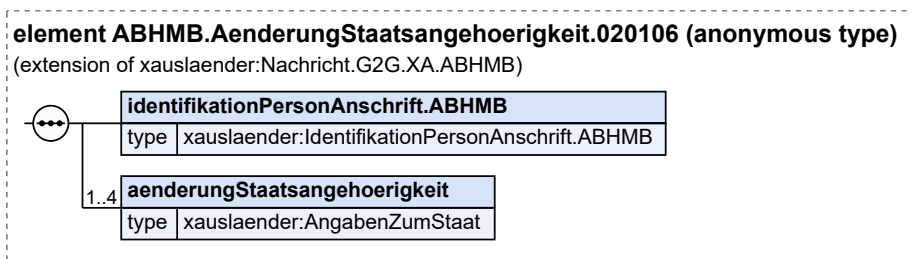 element ABHMB.AenderungStaatsangehoerigkeit.020106 (anonymous type)
(extension of xauslaender:Nachricht.G2G.XA.ABHMB)
identifikationPersonAnschrift.ABHMB
type xauslaender:IdentifikationPersonAnschrift.ABHMB
1..4 aenderungStaatsangehoerigkeit
type xauslaender:AngabenZumStaat